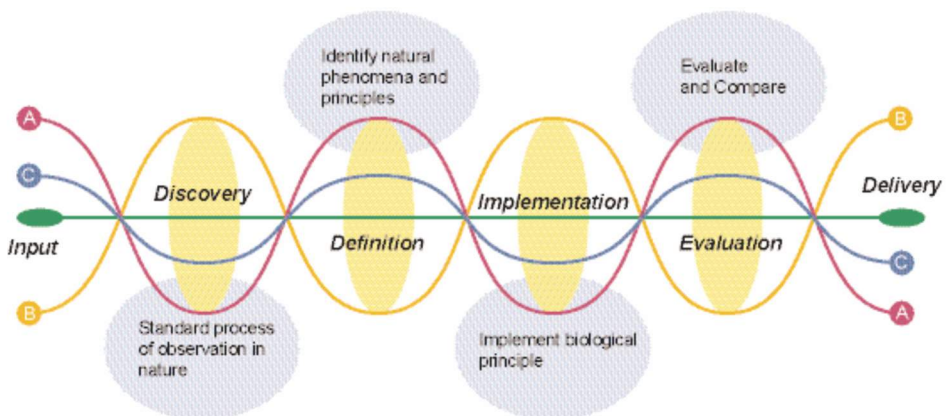 Identify natural
phenomena and
principles
Evaluate
and Compare
A
B
C
Discovery
Implementation
Delivery
Input
Definition
Evaluation
C
B
A
Standard process
of observation in
nature
Implement biological
principle